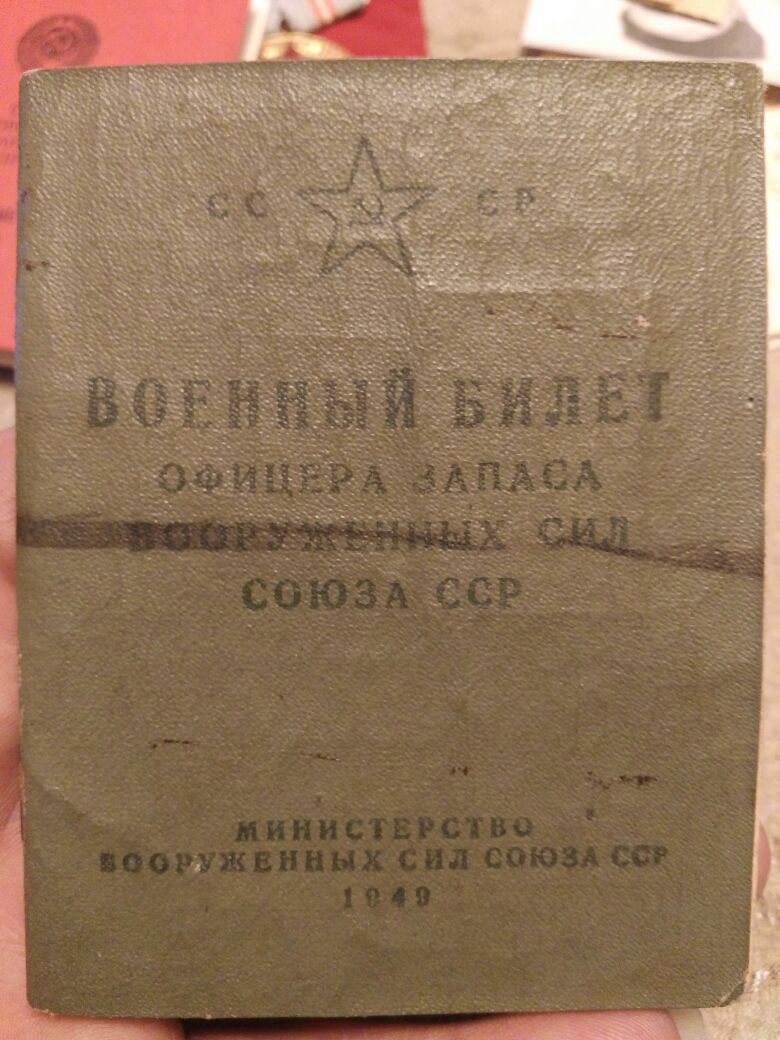 СС СР
ВОЕННЫЙ БИЛЕТ
ОФИЦЕРА ЗАПАСА
ВООРУЖЕННЫХ СИЛ
СОЮЗА ССР
МИНИСТЕРСТВО
ВООРУЖЕННЫХ СИЛ СОЮЗА ССР
1949